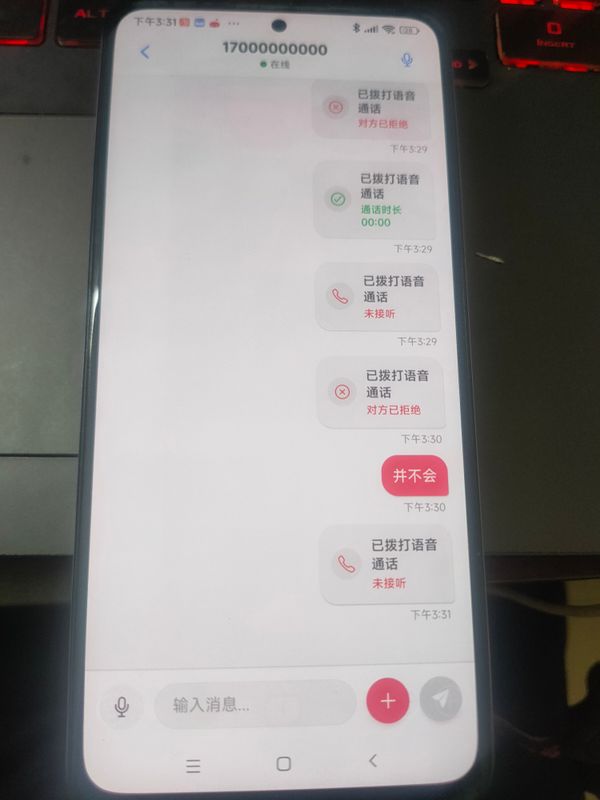 ALT
INSERT
下午3:31
17000000000
在线
已拨打语音
通话
对方已拒绝
下午3:29
已拨打语音
通话
通话时长
00:00
下午3:29
已拨打语音
通话
未接听
下午3:29
已拨打语音
通话
对方已拒绝
下午3:30
并不会
下午3:30
已拨打语音
通话
未接听
下午3:31
输入消息...